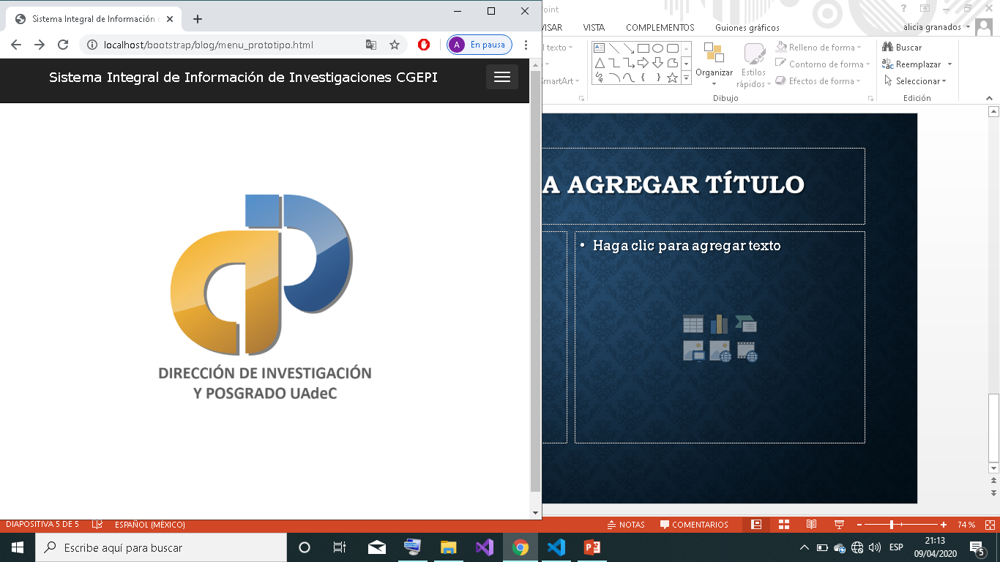 Sistema Integral de Información
localhost/bootstrap/blog/menu_prototipo.html
A
En pausa
Sistema Integral de Información de Investigaciones CGEPI
DIRECCIÓN DE INVESTIGACIÓN
Y POSGRADO UAdeC
oint
?
ISAR
VISTA
COMPLEMENTOS
Guiones gráficos
alicia granados
l texto
SmartArt
Organizar
Estilos
rápidos
Relleno de forma
Contorno de forma
Efectos de forma
Dibujo
Buscar
Reemplazar
Seleccionar
Edición
A AGREGAR TÍTULO
• Haga clic para agregar texto
DIAPOSITIVA 5 DE 5
ESPAÑOL (MÉXICO)
NOTAS
COMENTARIOS
74 %
Escribe aquí para buscar
ESP
21:13
09/04/2020
5